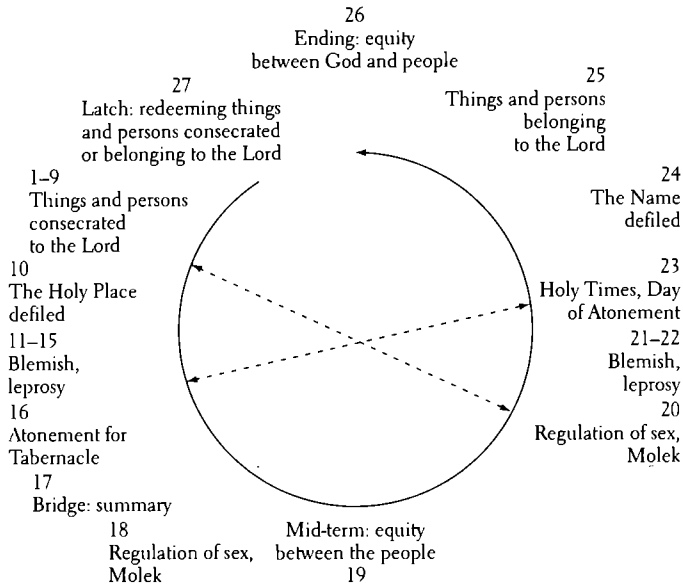 26
Ending: equity
between God and people
27
Latch: redeeming things
and persons consecrated
or belonging to the Lord
1–9
Things and persons
consecrated
to the Lord
10
The Holy Place
defiled
11–15
Blemish,
leprosy
16
Atonement for
Tabernacle
17
Bridge: summary
18
Regulation of sex,
Molek
Mid-term: equity
between the people
19
20
Regulation of sex,
Molek
21–22
Blemish,
leprosy
23
Holy Times, Day
of Atonement
24
The Name
defiled
25
Things and persons
belonging
to the Lord